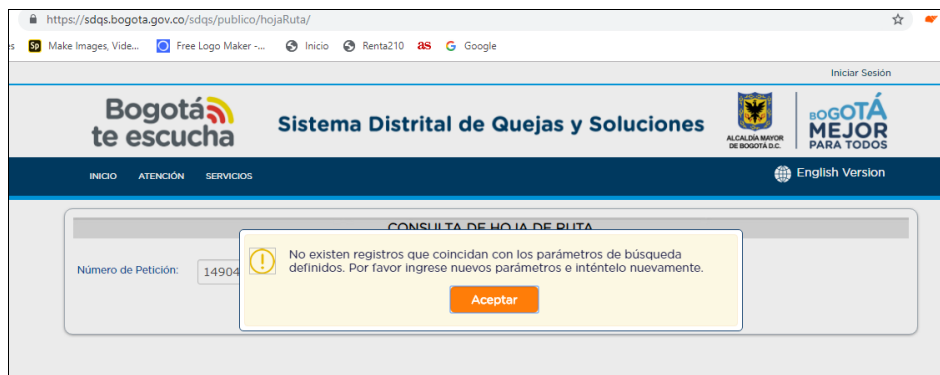 https://sdqs.bogota.gov.co/sdqs/publico/hojaRuta/
es Sp Make Images, Vide... Free Logo Maker -... Inicio Renta210 as G Google
Iniciar Sesión
Bogotá te escucha
Sistema Distrital de Quejas y Soluciones
ALCALDÍA MAYOR DE BOGOTÁ D.C.
BOGOTÁ MEJOR PARA TODOS
INICIO ATENCIÓN SERVICIOS English Version
CONSULTA DE HOJA DE RUTA
No existen registros que coincidan con los parámetros de búsqueda
definidos. Por favor ingrese nuevos parámetros e inténtelo nuevamente.
Número de Petición: 14904
Aceptar